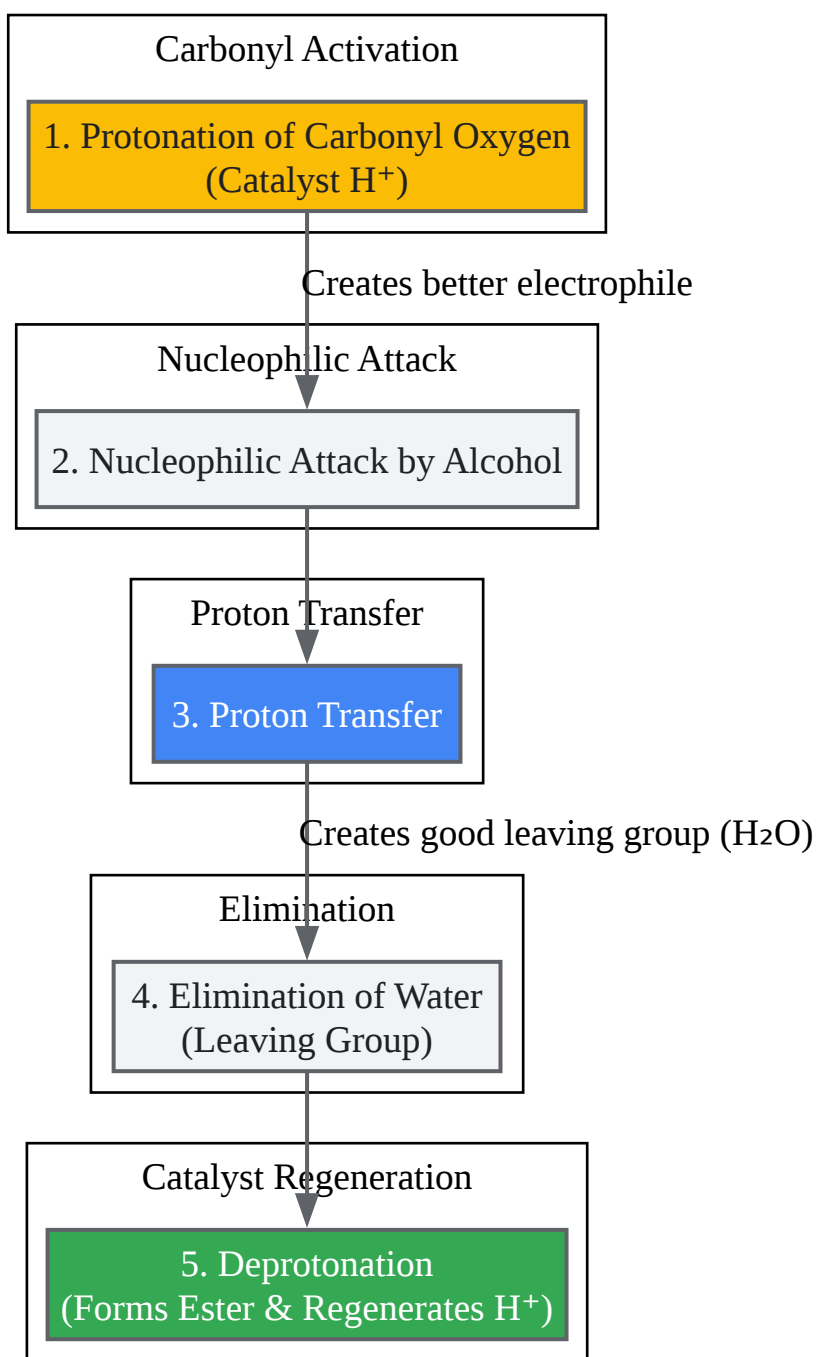 Carbonyl Activation
1. Protonation of Carbonyl Oxygen
(Catalyst H⁺)
Creates better electrophile
Nucleophilic Attack
2. Nucleophilic Attack by Alcohol
Proton Transfer
3. Proton Transfer
Creates good leaving group (H₂O)
Elimination
4. Elimination of Water
(Leaving Group)
Catalyst Regeneration
5. Deprotonation
(Forms Ester & Regenerates H⁺)